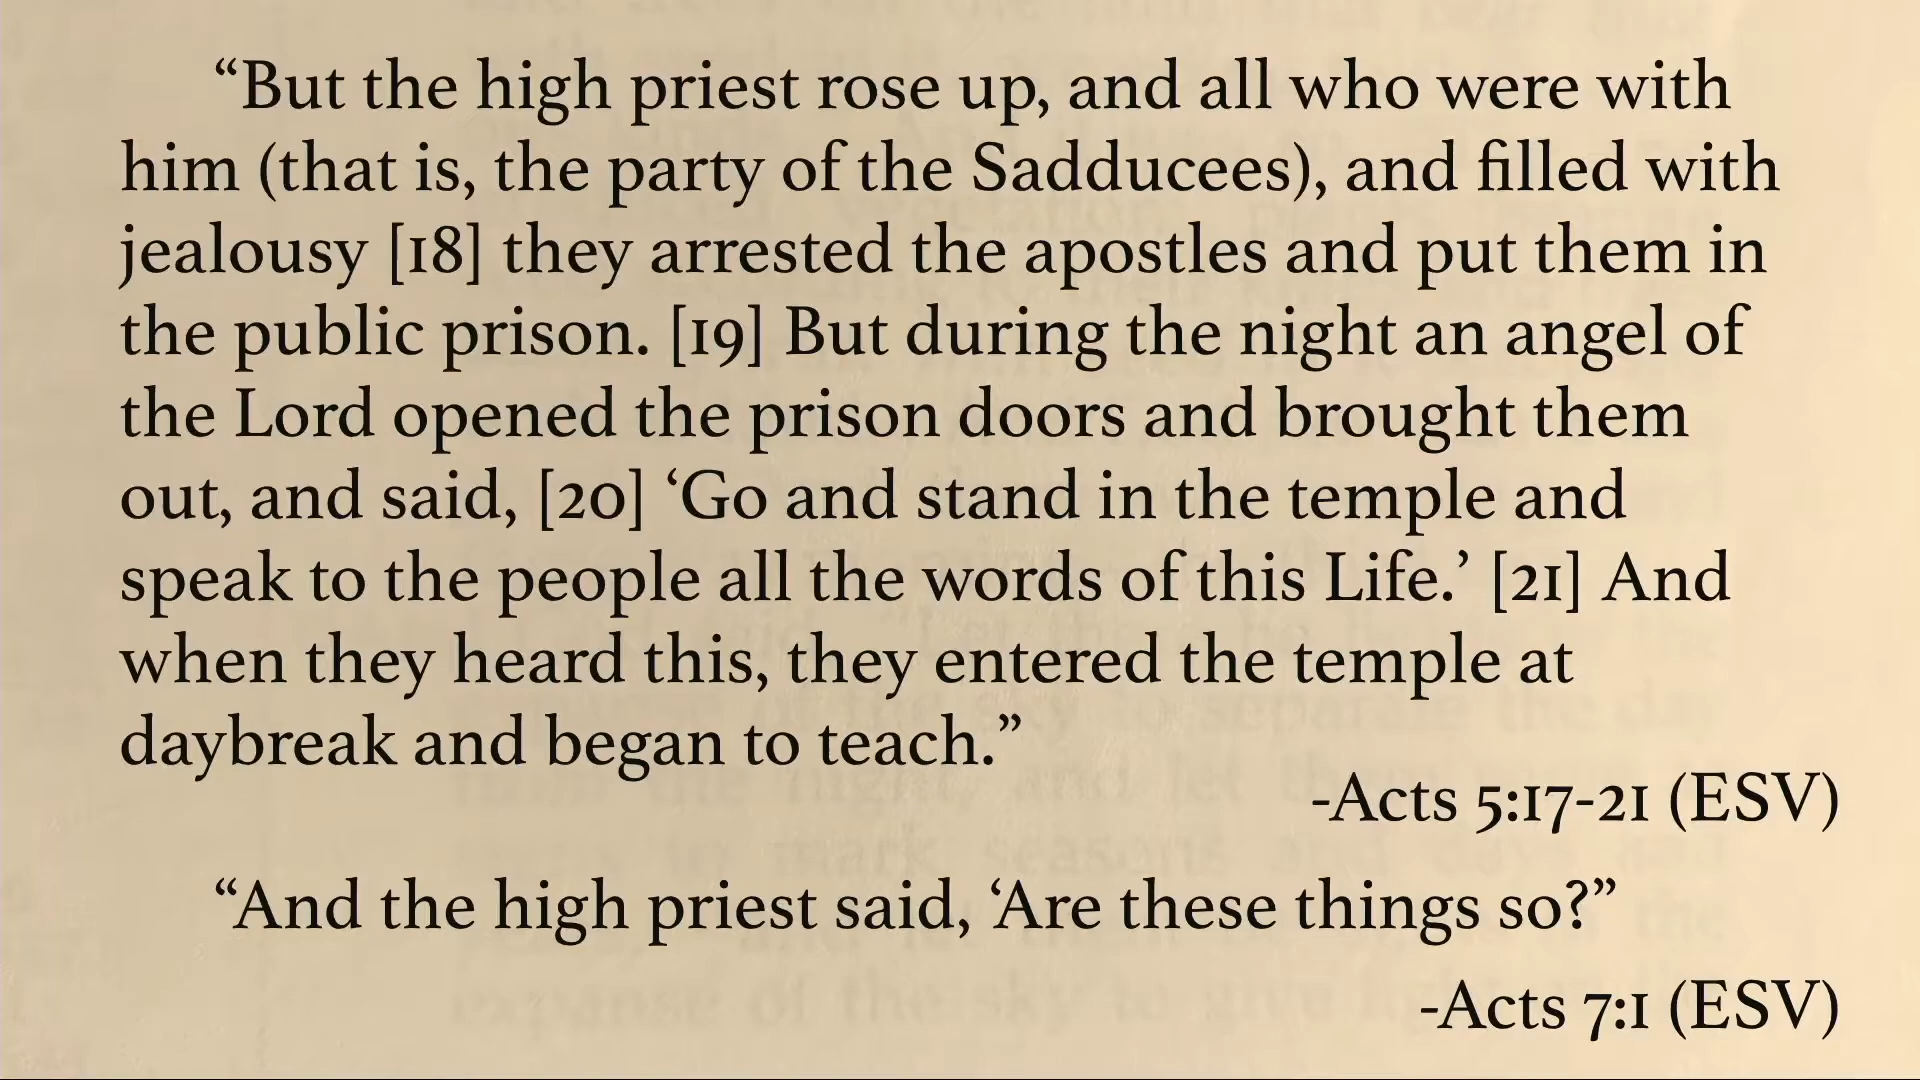 “But the high priest rose up, and all who were with
him (that is, the party of the Sadducees), and filled with
jealousy [18] they arrested the apostles and put them in
the public prison. [19] But during the night an angel of
the Lord opened the prison doors and brought them
out, and said, [20] ‘Go and stand in the temple and
speak to the people all the words of this Life.’ [21] And
when they heard this, they entered the temple at
daybreak and began to teach.”
-Acts 5:17-21 (ESV)
“And the high priest said, ‘Are these things so?”
-Acts 7:1 (ESV)